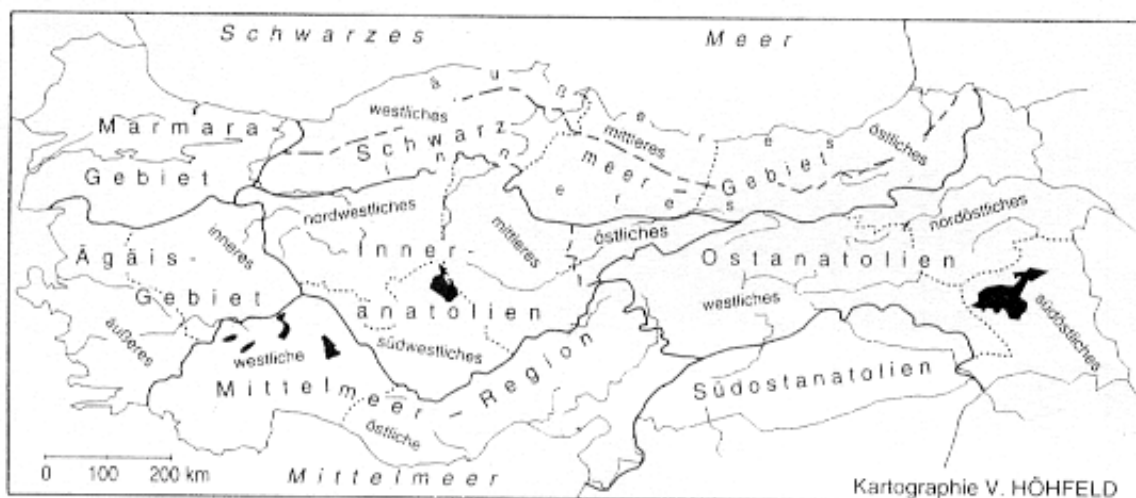 Schwarzes Meer
äußeres
westliches
Marmara
Gebiet
Schwarz
mittleres
östliches
meer
Gebiet
inneres
nordwestliches
mittleres
östliches
nordöstliches
Ägäis-
Gebiet
inneres
Inner-
anatolien
Ostanatolien
westliches
südöstliches
äußeres
westliche
südwestliches
Mittelmeer - Region
östliche
Südostanatolien
0 100 200 km
Mittelmeer
Kartographie V. HÖHFELD